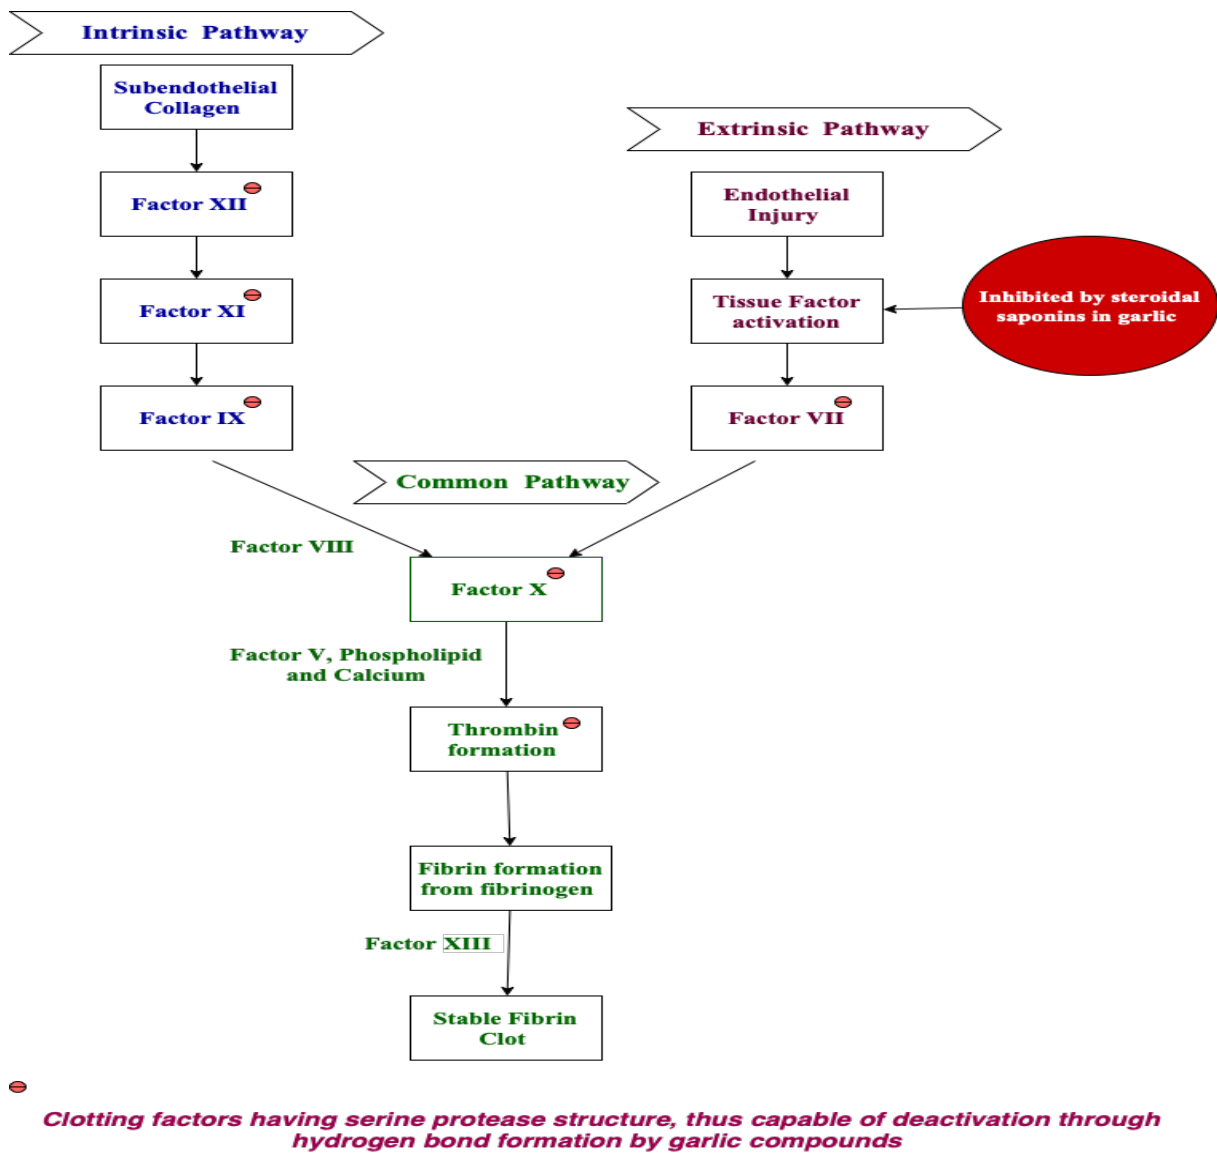 Intrinsic Pathway
Subendothelial
Collagen
Factor XII
Factor XI
Factor IX
Extrinsic Pathway
Endothelial
Injury
Tissue Factor
activation
Inhibited by steroidal
saponins in garlic
Factor VII
Common Pathway
Factor VIII
Factor X
Factor V, Phospholipid
and Calcium
Thrombin
formation
Fibrin formation
from fibrinogen
Factor XIII
Stable Fibrin
Clot
Clotting factors having serine protease structure, thus capable of deactivation through
hydrogen bond formation by garlic compounds